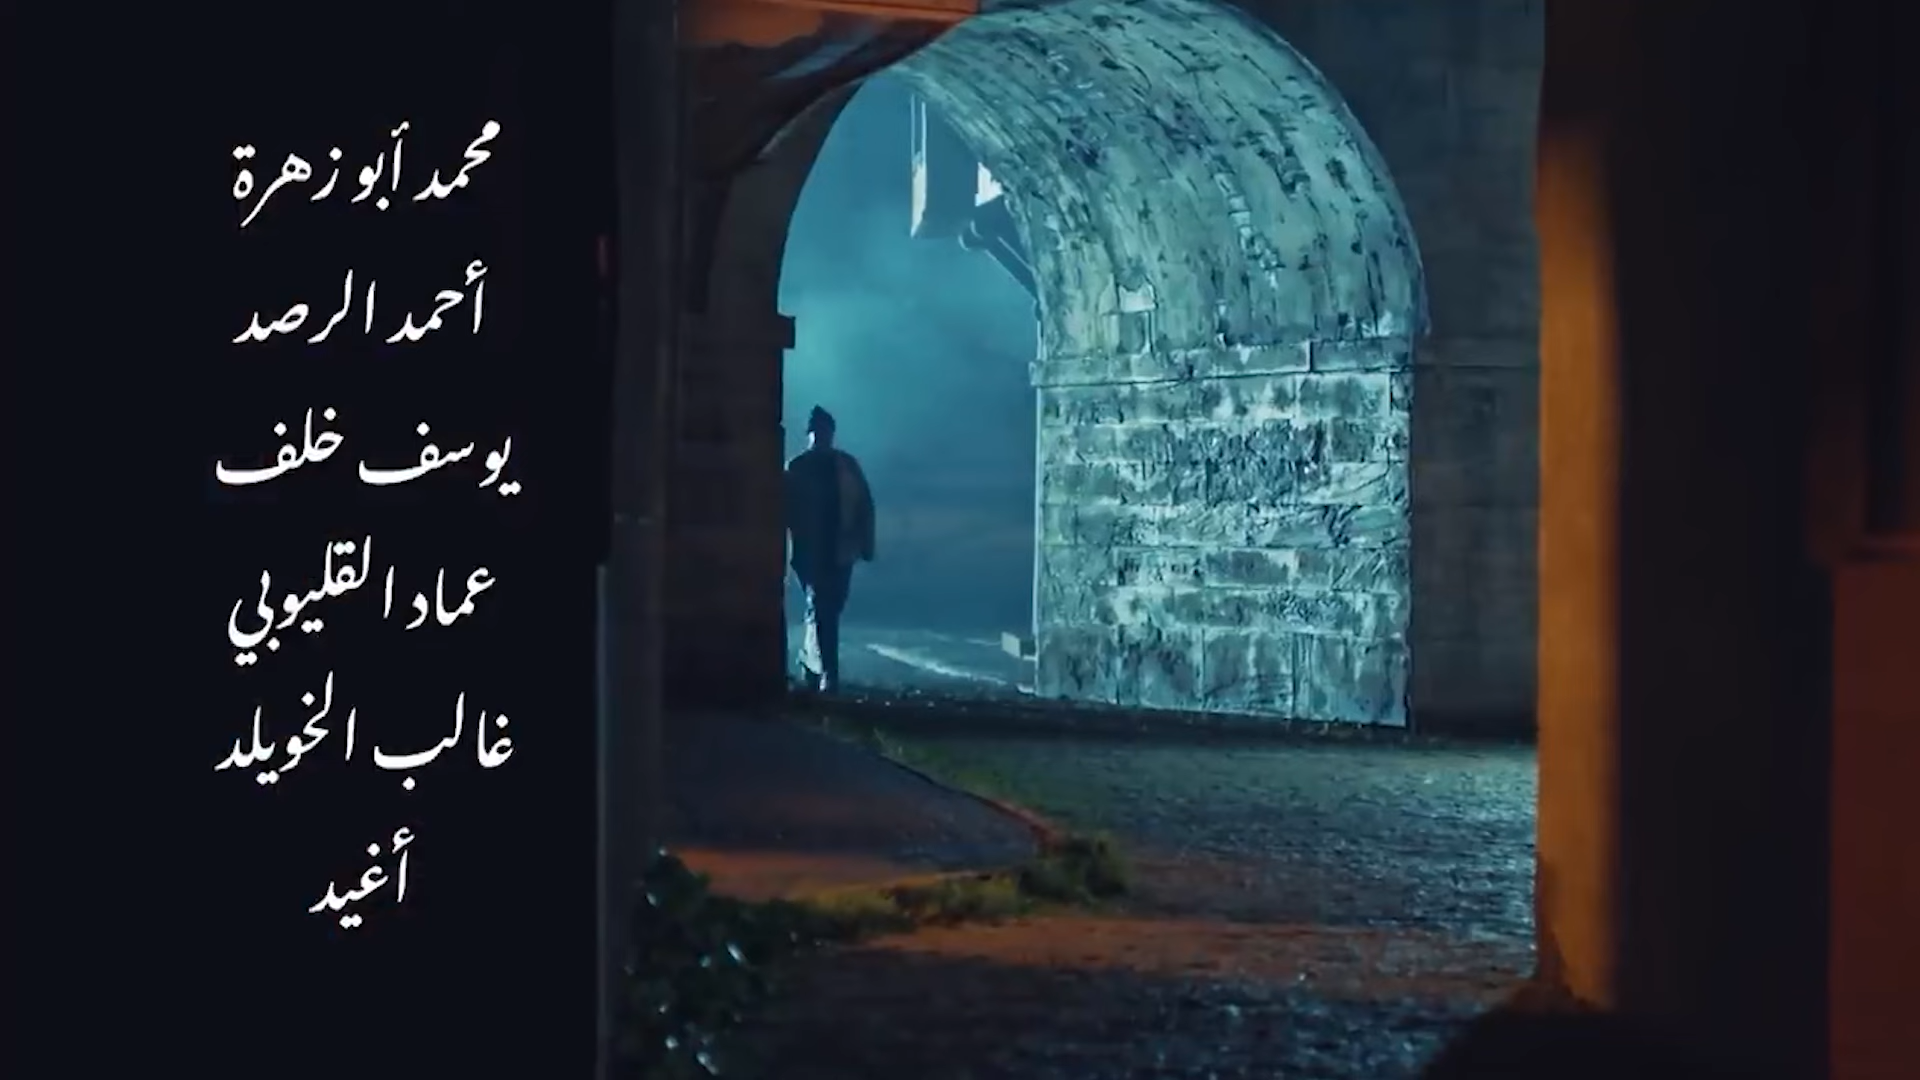 محمد أبو زهرة
أحمد الرصد
يوسف خلف
عماد القليوبي
غالب الخويلد
أغيد